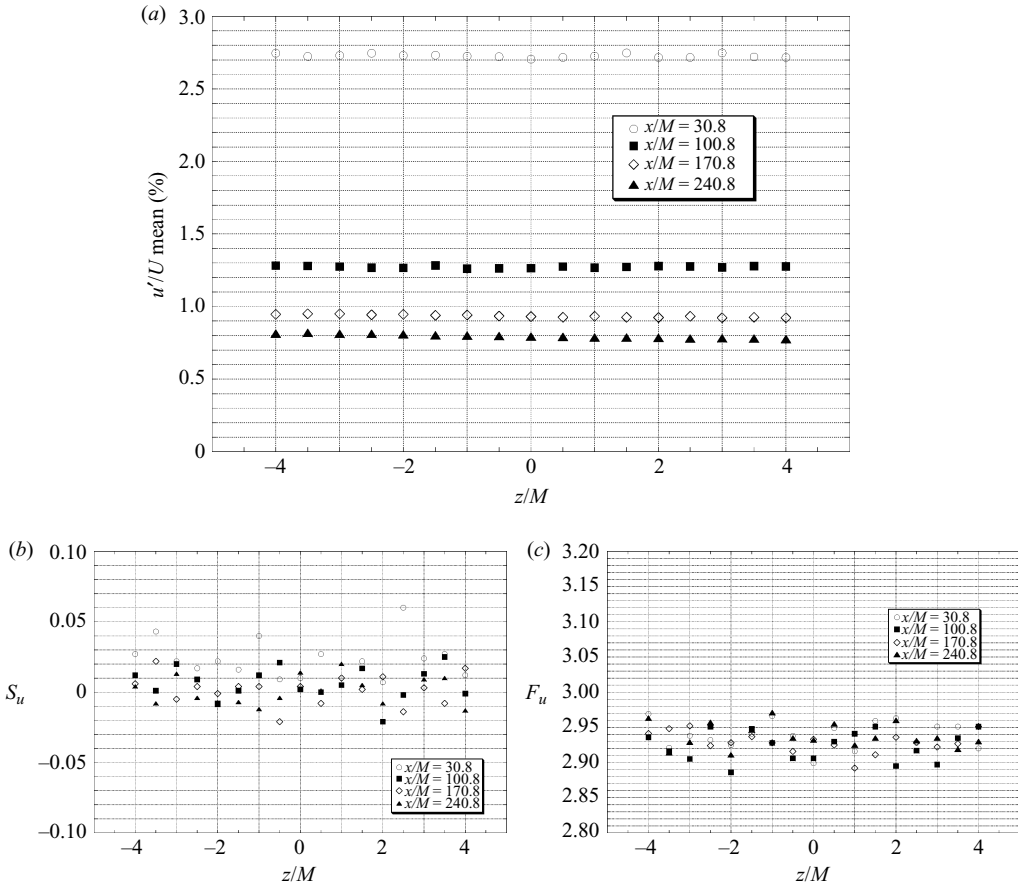 (a)
3.0
2.5
2.0
1.5
1.0
0.5
0
u′/U mean (%)
x/M = 30.8
x/M = 100.8
x/M = 170.8
x/M = 240.8
–4
–2
0
2
4
z/M
(b)
0.10
0.05
0
–0.05
–0.10
S_u
x/M = 30.8
x/M = 100.8
x/M = 170.8
x/M = 240.8
–4
–2
0
2
4
z/M
(c)
3.20
3.15
3.10
3.05
3.00
2.95
2.90
2.85
2.80
F_u
x/M = 30.8
x/M = 100.8
x/M = 170.8
x/M = 240.8
–4
–2
0
2
4
z/M